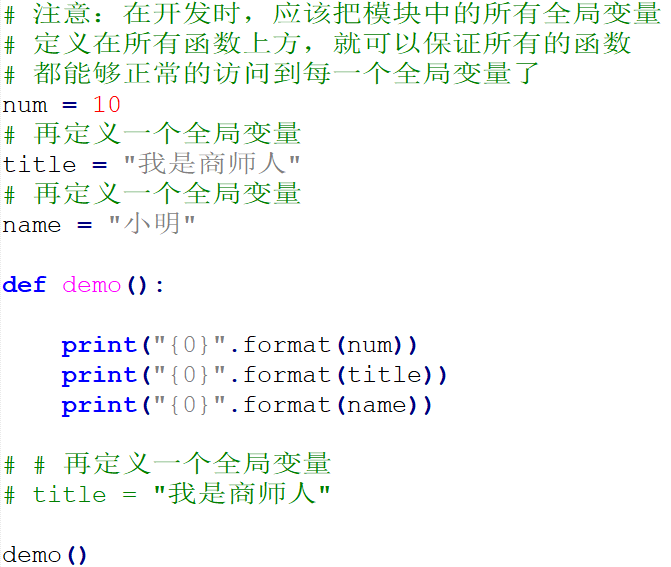 # 注意：在开发时，应该把模块中的所有全局变量
# 定义在所有函数上方，就可以保证所有的函数
# 都能够正常的访问到每一个全局变量了
num = 10
# 再定义一个全局变量
title = "我是商师人"
# 再定义一个全局变量
name = "小明"

def demo():

    print("{0}".format(num))
    print("{0}".format(title))
    print("{0}".format(name))

# # 再定义一个全局变量
# title = "我是商师人"

demo()